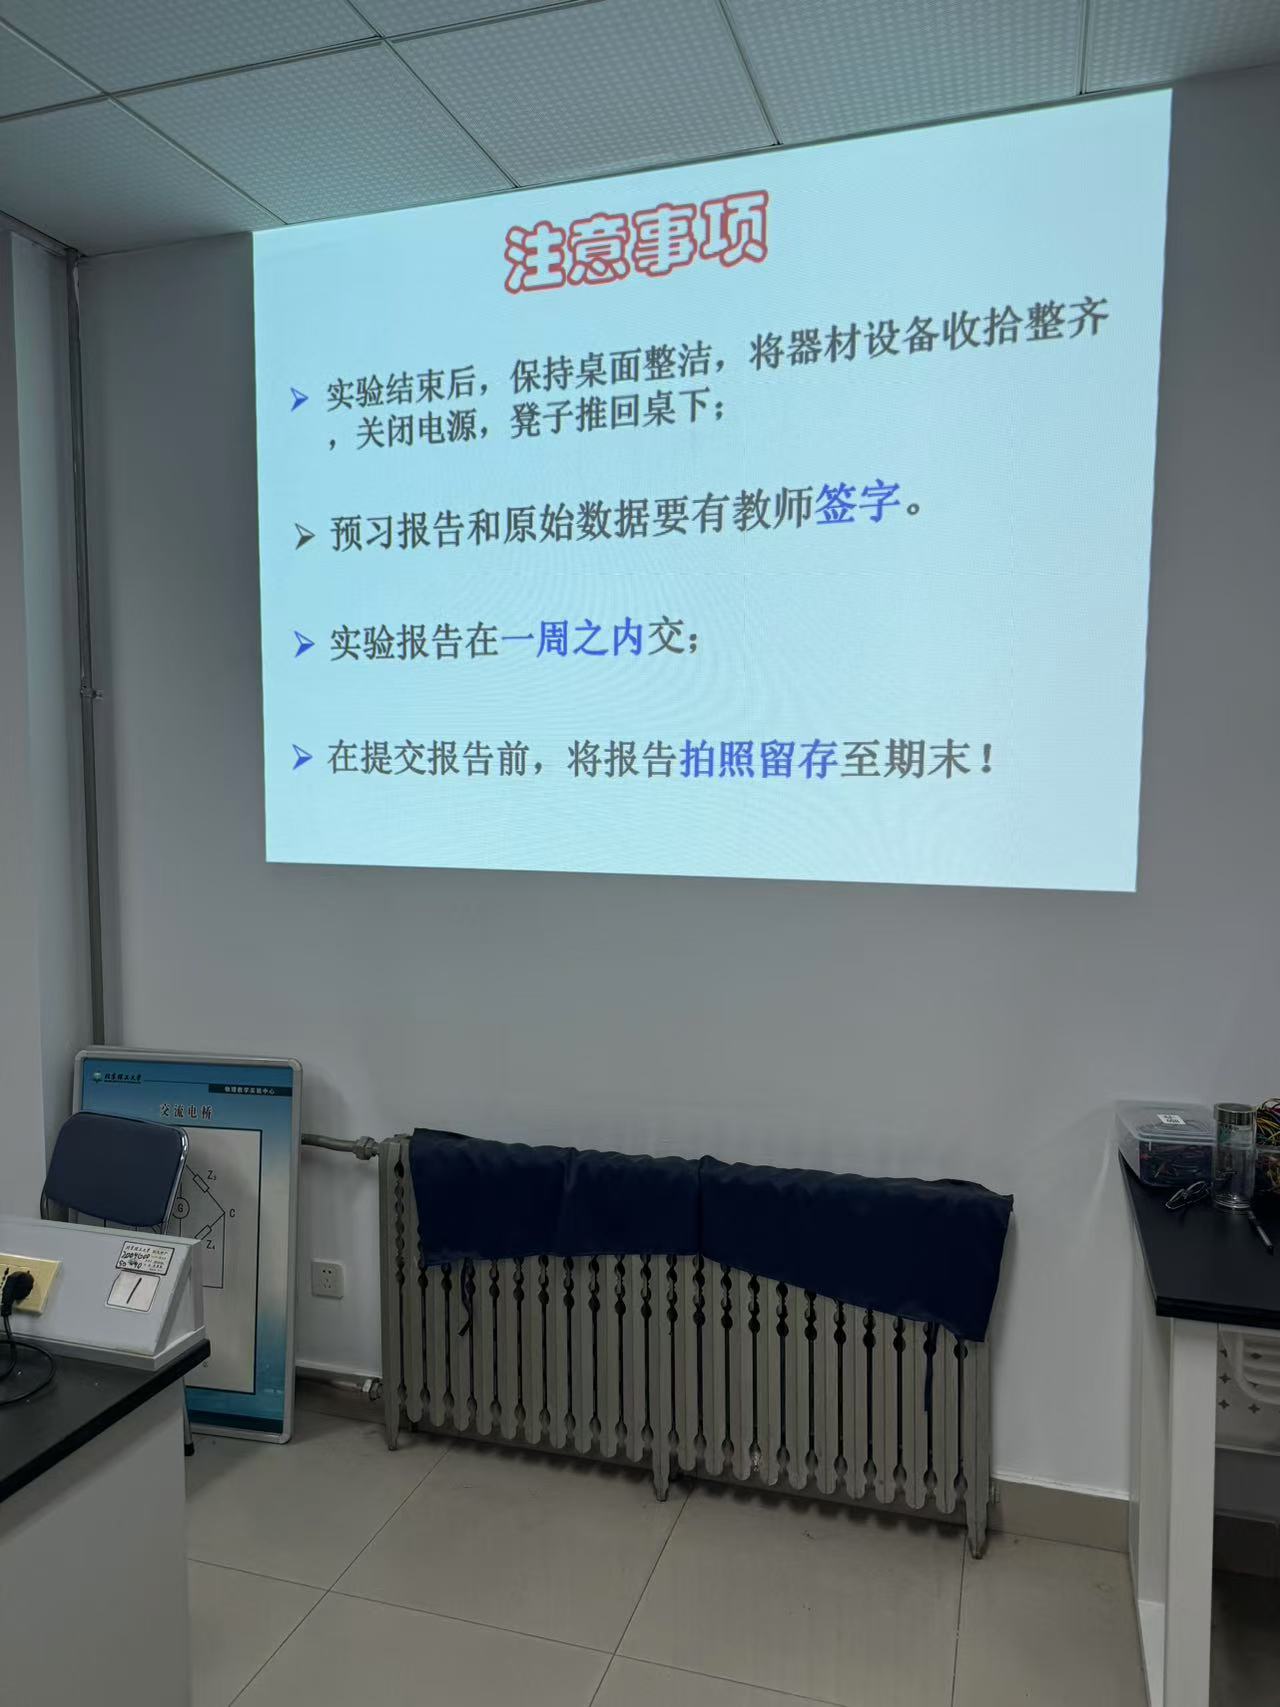 注意事项
实验结束后，保持桌面整洁，将器材设备收拾整齐
，关闭电源，凳子推回桌下；
预习报告和原始数据要有教师签字。
实验报告在一周之内交；
在提交报告前，将报告拍照留存至期末！
北京理工大学
物理教学实验中心
交流电桥
Z₃
G
C
Z₄
1